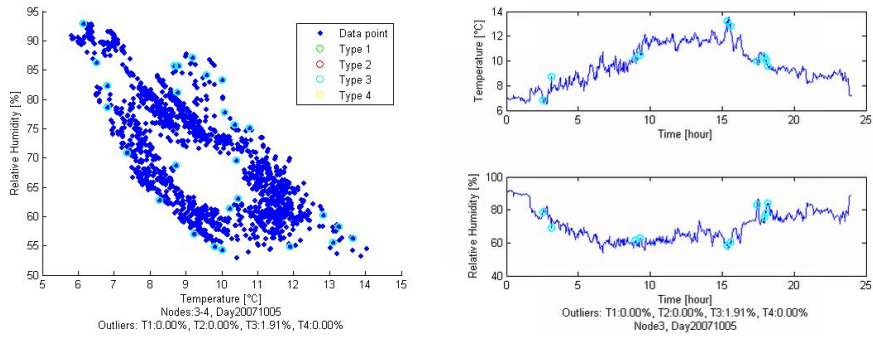 95
90
85
80
75
70
65
60
55
50
Relative Humidity [%]
5 6 7 8 9 10 11 12 13 14 15
Temperature [°C]
Nodes:3-4, Day20071005
Outliers: T1:0.00%, T2:0.00%, T3:1.91%, T4:0.00%
Data point
Type 1
Type 2
Type 3
Type 4
14
12
10
8
6
Temperature [°C]
0 5 10 15 20 25
Time [hour]
100
80
60
40
Relative Humidity [%]
0 5 10 15 20 25
Time [hour]
Outliers: T1:0.00%, T2:0.00%, T3:1.91%, T4:0.00%
Node3, Day20071005